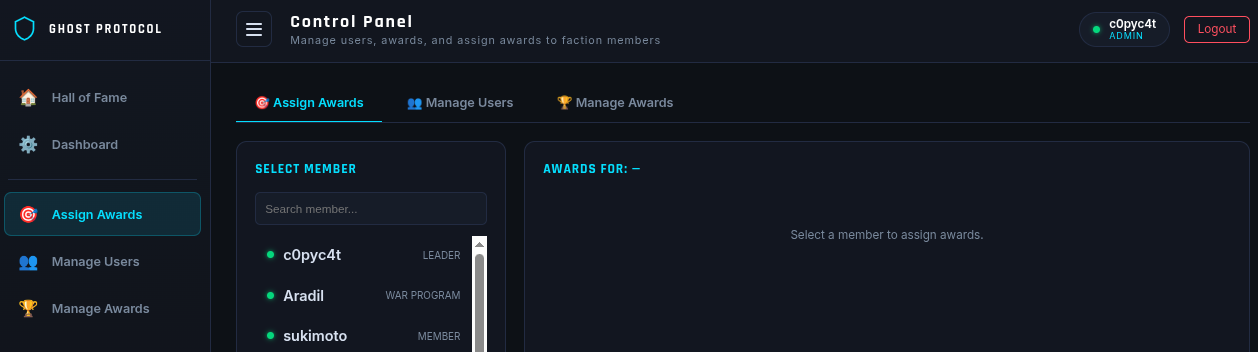 GHOST PROTOCOL
Control Panel
Manage users, awards, and assign awards to faction members
c0pyc4t
ADMIN
Logout
Hall of Fame
Dashboard
Assign Awards
Manage Users
Manage Awards
Assign Awards
Manage Users
Manage Awards
SELECT MEMBER
Search member...
c0pyc4t LEADER
Aradil WAR PROGRAM
sukimoto MEMBER
AWARDS FOR: —
Select a member to assign awards.